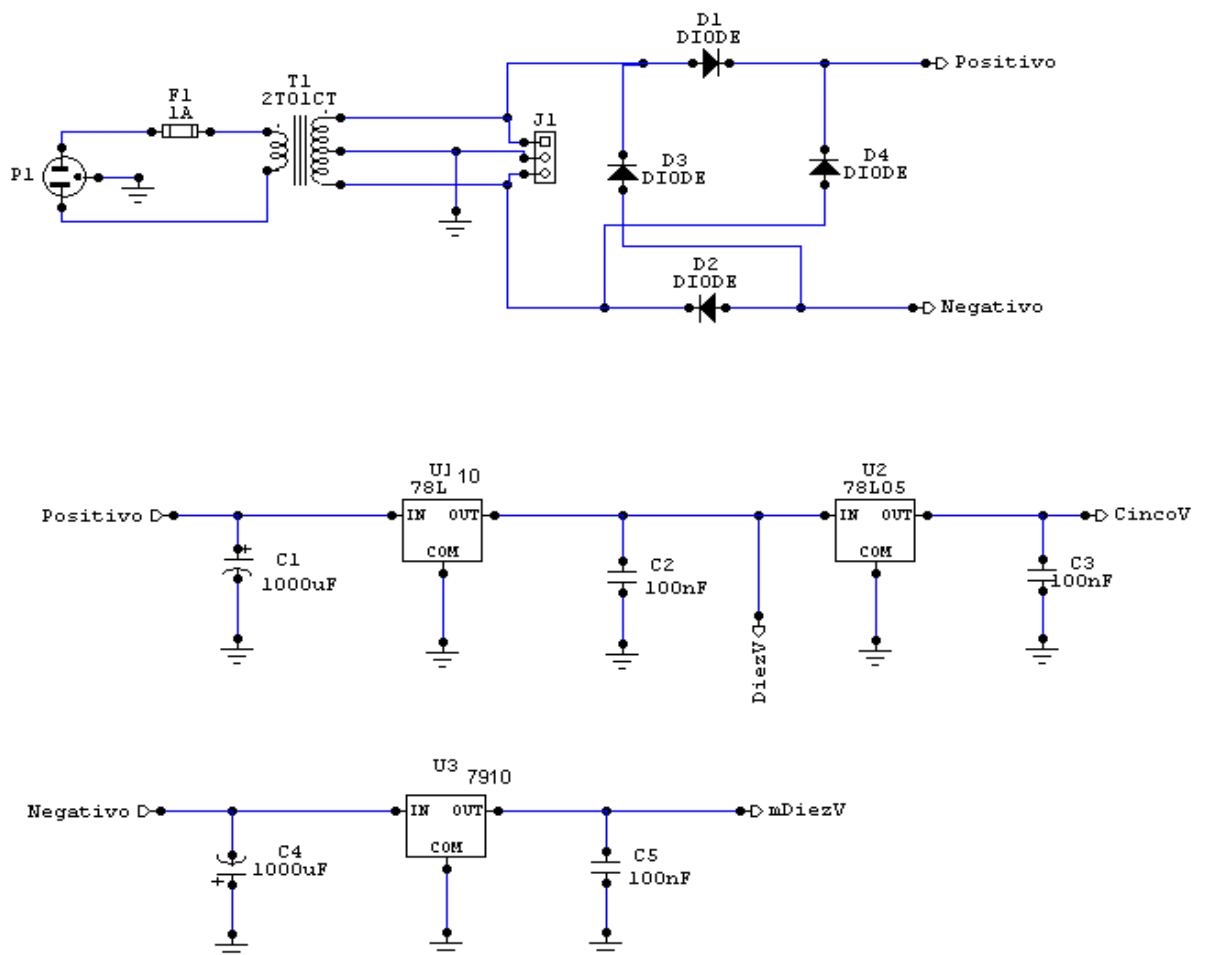 D1
DIODE
Positivo
T1
2TO1CT
F1
1A
J1
P1
D3
DIODE
D4
DIODE
D2
DIODE
Negativo
U1 10
78L
U2
78L05
Positivo
IN OUT
COM
IN OUT
COM
CincoV
+
C1
1000uF
C2
100nF
C3
100nF
DiezV
U3
7910
Negativo
IN OUT
COM
mDiezV
C4
1000uF
+
C5
100nF